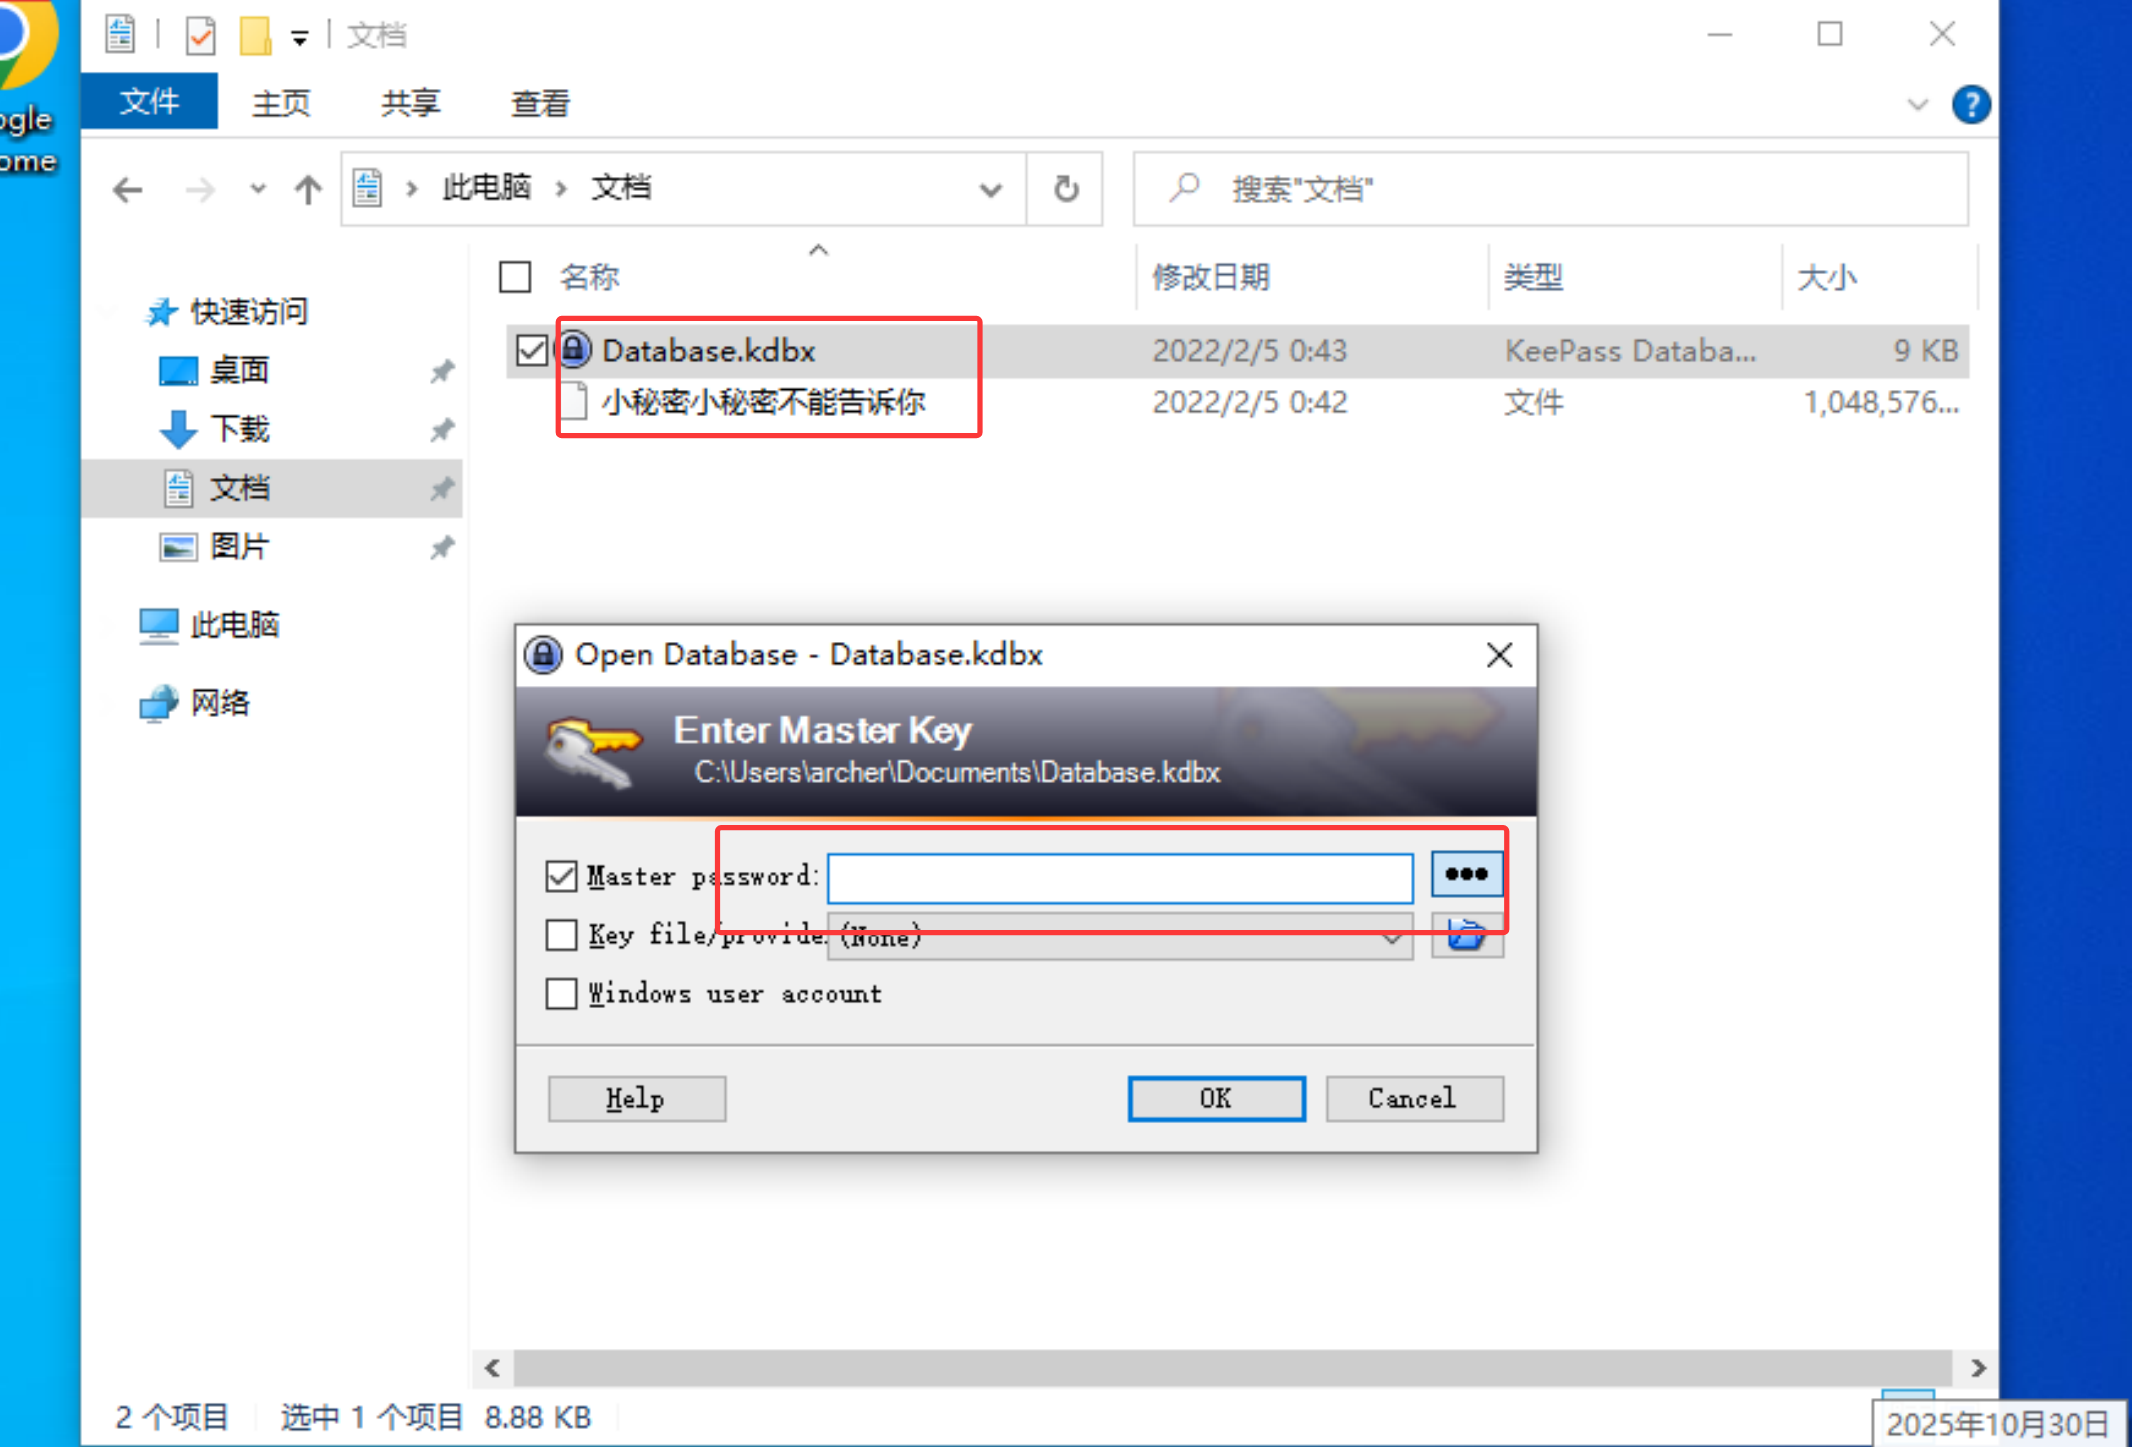 文档
文件 主页 共享 查看
ogle
ome
此电脑 > 文档
搜索"文档"
名称 修改日期 类型 大小
快速访问
桌面
下载
文档
图片
此电脑
网络
Database.kdbx 2022/2/5 0:43 KeePass Databa... 9 KB
小秘密小秘密不能告诉你 2022/2/5 0:42 文件 1,048,576...
Open Database - Database.kdbx
Enter Master Key
C:\Users\archer\Documents\Database.kdbx
Master password:
Key file/provide (None)
Windows user account
Help OK Cancel
2 个项目 选中 1 个项目 8.88 KB
2025年10月30日